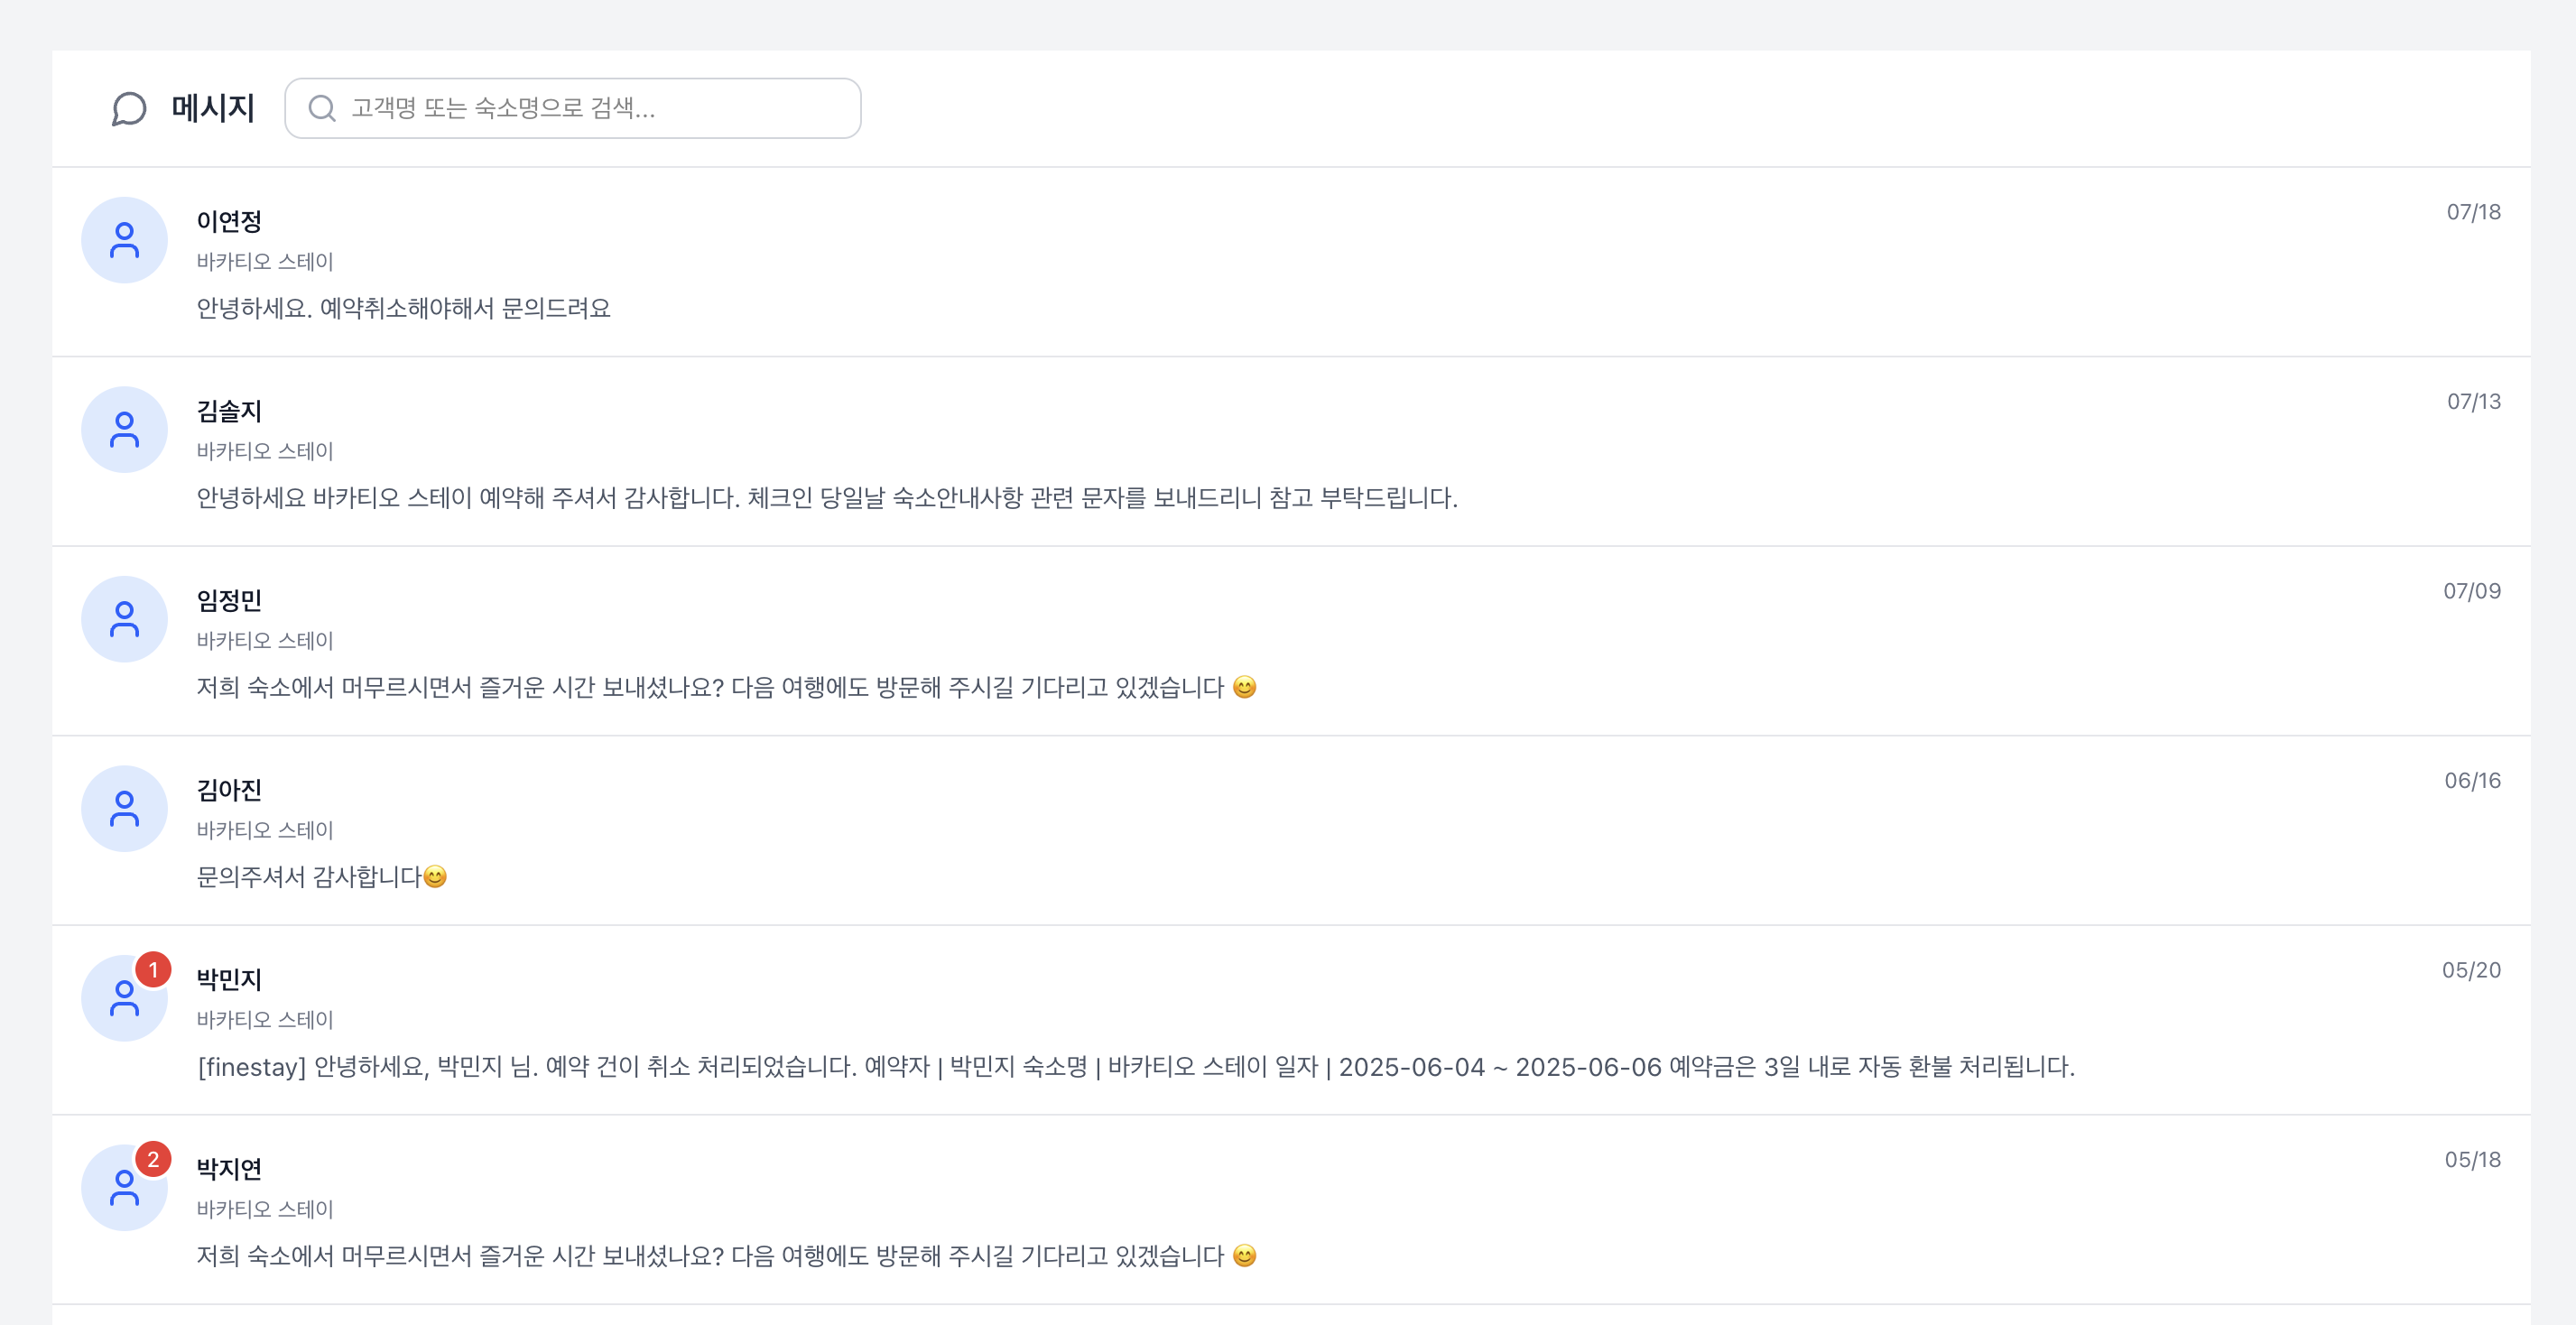 메시지
고객명 또는 숙소명으로 검색...
이연정
07/18
바카티오 스테이
안녕하세요. 예약취소해야해서 문의드려요
김솔지
07/13
바카티오 스테이
안녕하세요 바카티오 스테이 예약해 주셔서 감사합니다. 체크인 당일날 숙소안내사항 관련 문자를 보내드리니 참고 부탁드립니다.
임정민
07/09
바카티오 스테이
저희 숙소에서 머무르시면서 즐거운 시간 보내셨나요? 다음 여행에도 방문해 주시길 기다리고 있겠습니다 😊
김아진
06/16
바카티오 스테이
문의주셔서 감사합니다😊
1
박민지
05/20
바카티오 스테이
[finestay] 안녕하세요, 박민지 님. 예약 건이 취소 처리되었습니다. 예약자 | 박민지 숙소명 | 바카티오 스테이 일자 | 2025-06-04 ~ 2025-06-06 예약금은 3일 내로 자동 환불 처리됩니다.
2
박지연
05/18
바카티오 스테이
저희 숙소에서 머무르시면서 즐거운 시간 보내셨나요? 다음 여행에도 방문해 주시길 기다리고 있겠습니다 😊